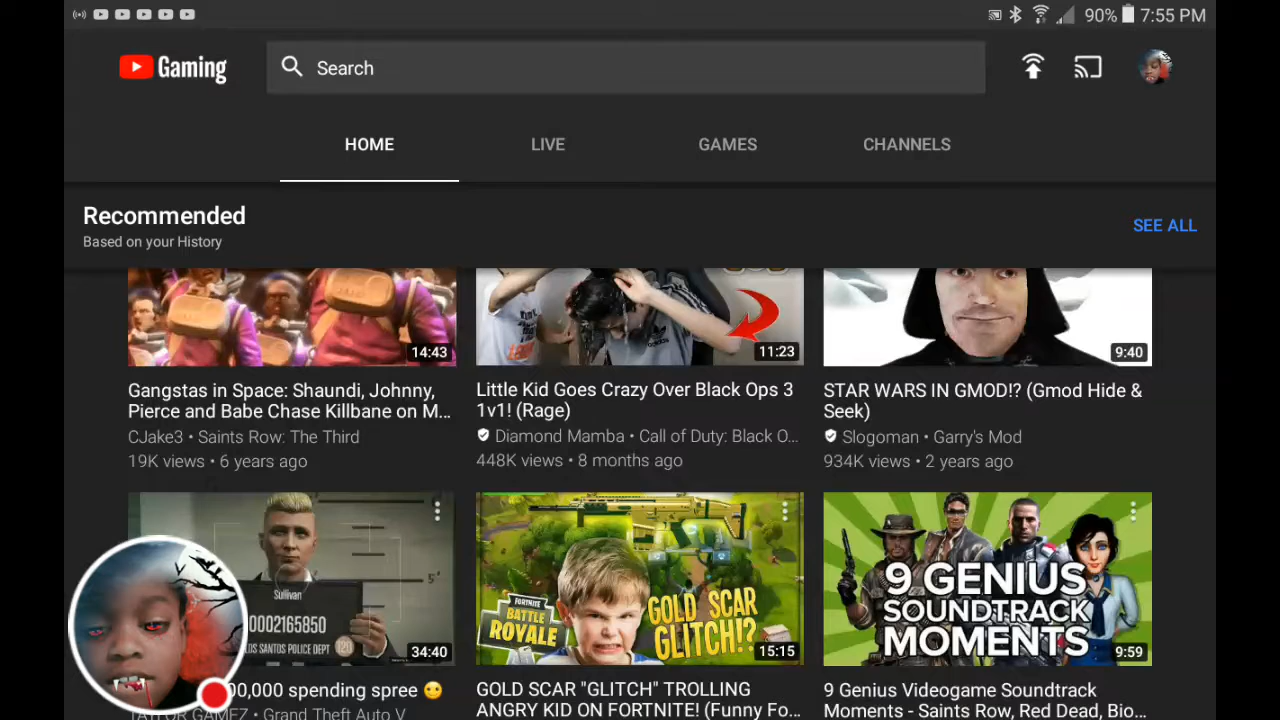 90% 7:55 PM
Gaming
Search
HOME LIVE GAMES CHANNELS
Recommended
Based on your History
SEE ALL
14:43
11:23
9:40
Gangstas in Space: Shaundi, Johnny,
Pierce and Babe Chase Killbane on M...
CJake3 • Saints Row: The Third
19K views • 6 years ago
Little Kid Goes Crazy Over Black Ops 3
1v1! (Rage)
Diamond Mamba • Call of Duty: Black O...
448K views • 8 months ago
STAR WARS IN GMOD!? (Gmod Hide &
Seek)
Slogoman • Garry's Mod
934K views • 2 years ago
5'
Sullivan
0002165850
LOS SANTOS POLICE DEPT
34:40
FORTNITE
BATTLE
ROYALE
GOLD SCAR
GLITCH!?
15:15
9 GENIUS
SOUNDTRACK
MOMENTS
9:59
00,000 spending spree
TAYLOR GAMEZ • Grand Theft Auto V
GOLD SCAR "GLITCH" TROLLING
ANGRY KID ON FORTNITE! (Funny Fo...
9 Genius Videogame Soundtrack
Moments - Saints Row, Red Dead, Bio...